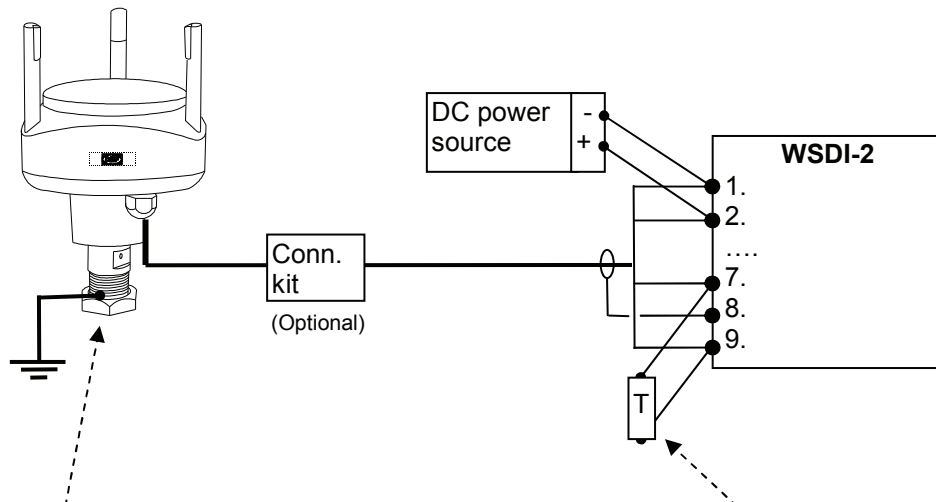 DC power -
source +
WSDI-2
1.
2.
....
7.
8.
9.
Conn.
kit
(Optional)
T